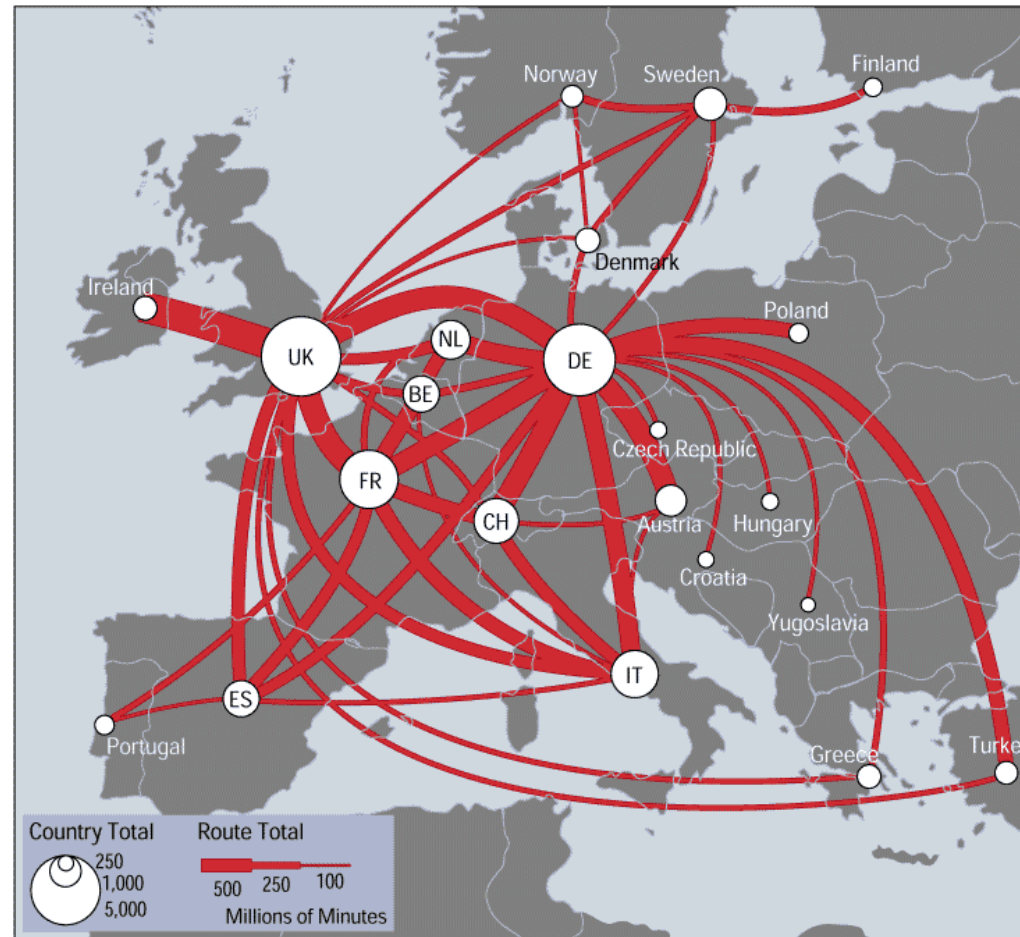 Norway
Sweden
Finland
Denmark
Ireland
Poland
NL
UK
DE
BE
Czech Republic
FR
Austria
Hungary
CH
Croatia
Yugoslavia
IT
ES
Portugal
Greece
Turke
Country Total
Route Total
250
1,000
5,000
500
250
100
Millions of Minutes